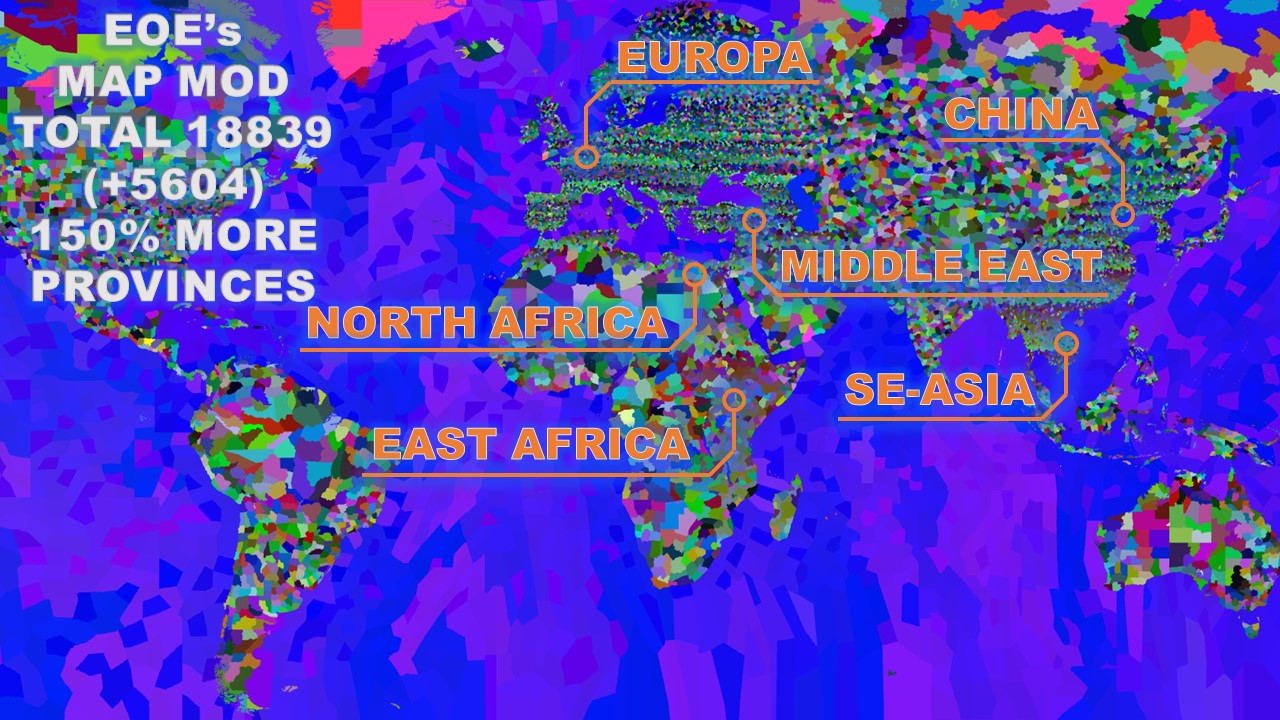 EOE’s
MAP MOD
TOTAL 18839
(+5604)
150% MORE
PROVINCES
EUROPA
CHINA
MIDDLE EAST
NORTH AFRICA
SE-ASIA
EAST AFRICA